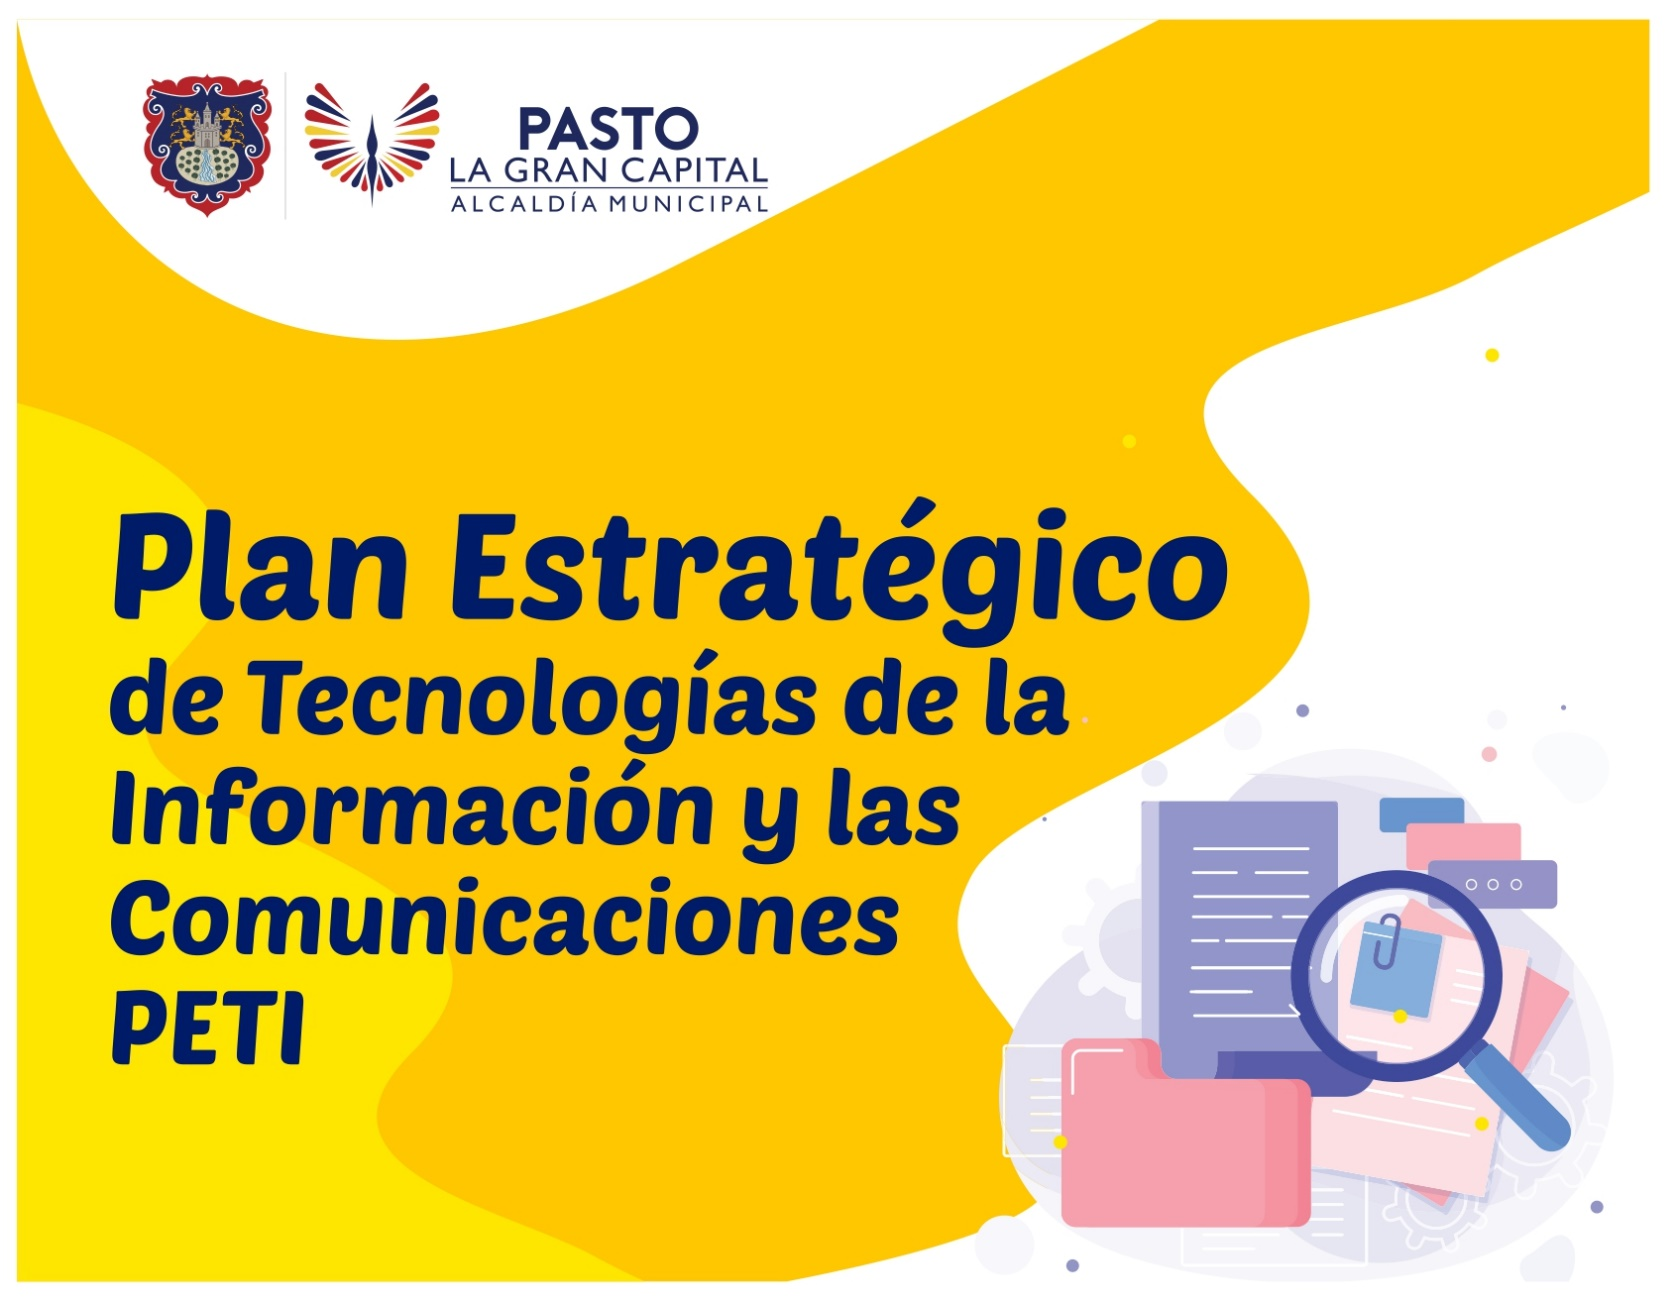 PASTO
LA GRAN CAPITAL
ALCALDÍA MUNICIPAL
Plan Estratégico
de Tecnologías de la
Información y las
Comunicaciones
PETI